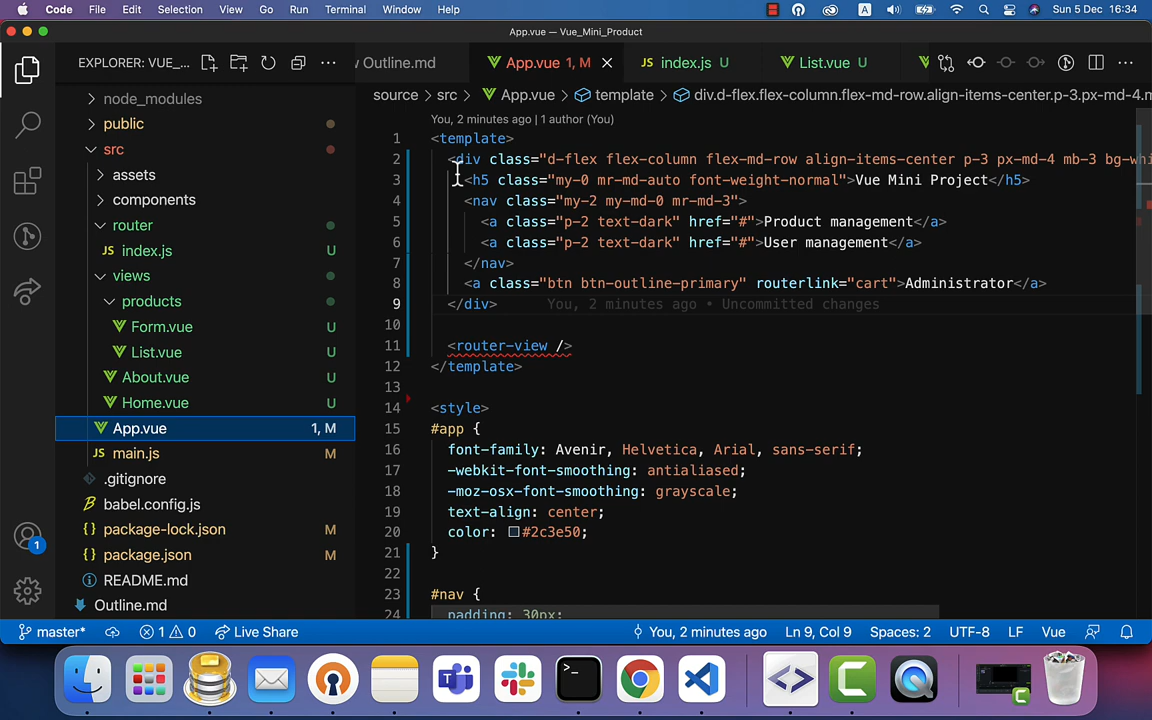 Code File Edit Selection View Go Run Terminal Window Help A Sun 5 Dec 16:34
App.vue — Vue_Mini_Product
EXPLORER: VUE_...
Outline.md App.vue 1, M JS index.js U List.vue U
source > src > App.vue > template > div.d-flex.flex-column.flex-md-row.align-items-center.p-3.px-md-4.m
node_modules
public
src
assets
components
router
JS index.js U
views
products
Form.vue U
List.vue U
About.vue U
Home.vue U
App.vue 1, M
JS main.js M
.gitignore
babel.config.js
{} package-lock.json M
{} package.json M
README.md
Outline.md
You, 2 minutes ago | 1 author (You)
1 <template>
2 <div class="d-flex flex-column flex-md-row align-items-center p-3 px-md-4 mb-3 bg-whi
3 <h5 class="my-0 mr-md-auto font-weight-normal">Vue Mini Project</h5>
4 <nav class="my-2 my-md-0 mr-md-3">
5 <a class="p-2 text-dark" href="#">Product management</a>
6 <a class="p-2 text-dark" href="#">User management</a>
7 </nav>
8 <a class="btn btn-outline-primary" routerlink="cart">Administrator</a>
9 </div> You, 2 minutes ago • Uncommitted changes
10
11 <router-view />
12 </template>
13
14 <style>
15 #app {
16 font-family: Avenir, Helvetica, Arial, sans-serif;
17 -webkit-font-smoothing: antialiased;
18 -moz-osx-font-smoothing: grayscale;
19 text-align: center;
20 color: #2c3e50;
21 }
22
23 #nav {
24 padding: 30px;
1
master* 1 0 Live Share You, 2 minutes ago Ln 9, Col 9 Spaces: 2 UTF-8 LF Vue